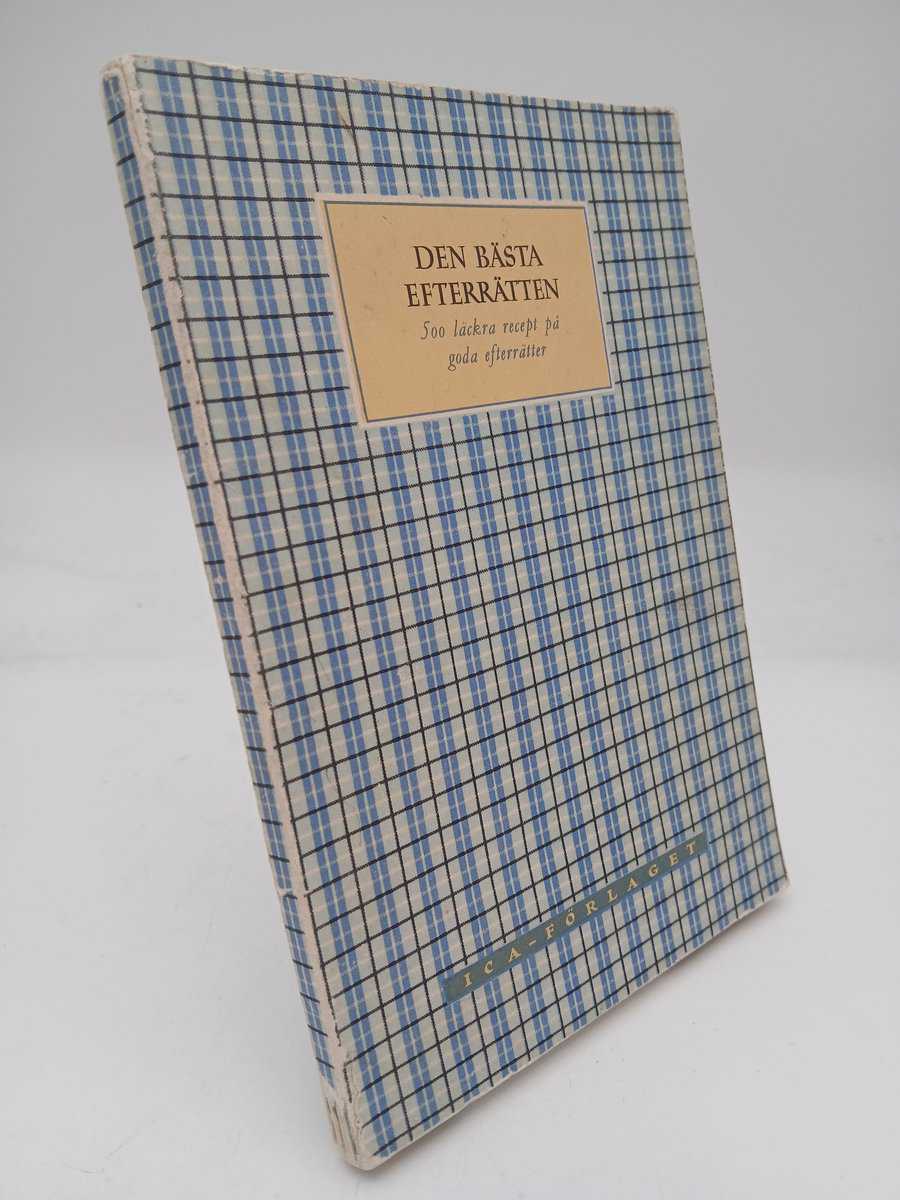 DEN BÄSTA
EFTERRÄTTEN
500 läckra recept på
goda efterrätter
ICA-FÖRLAGET